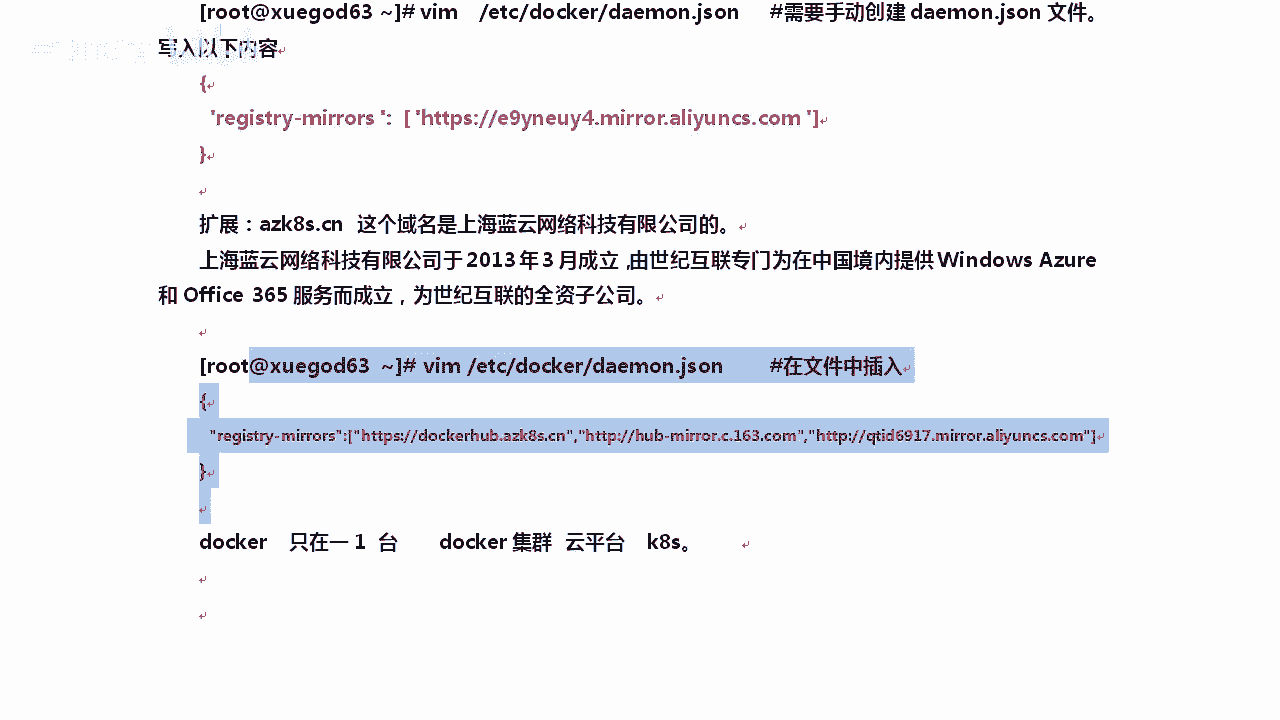 [root@xuegod63 ~]# vim /etc/docker/daemon.json #需要手动创建 daemon.json 文件。
写入以下内容
{
'registry-mirrors ': [ 'https://e9yneuy4.mirror.aliyuncs.com ']
}
扩展：azk8s.cn 这个域名是上海蓝云网络科技有限公司的。
上海蓝云网络科技有限公司于 2013 年 3 月成立 ,由世纪互联专门为在中国境内提供 Windows Azure
和 Office 365 服务而成立，为世纪互联的全资子公司。
[root@xuegod63 ~]# vim /etc/docker/daemon.json #在文件中插入
{
"registry-mirrors":["https://dockerhub.azk8s.cn","http://hub-mirror.c.163.com","http://qtid6917.mirror.aliyuncs.com"]
}
docker 只在一 1 台 docker 集群 云平台 k8s。